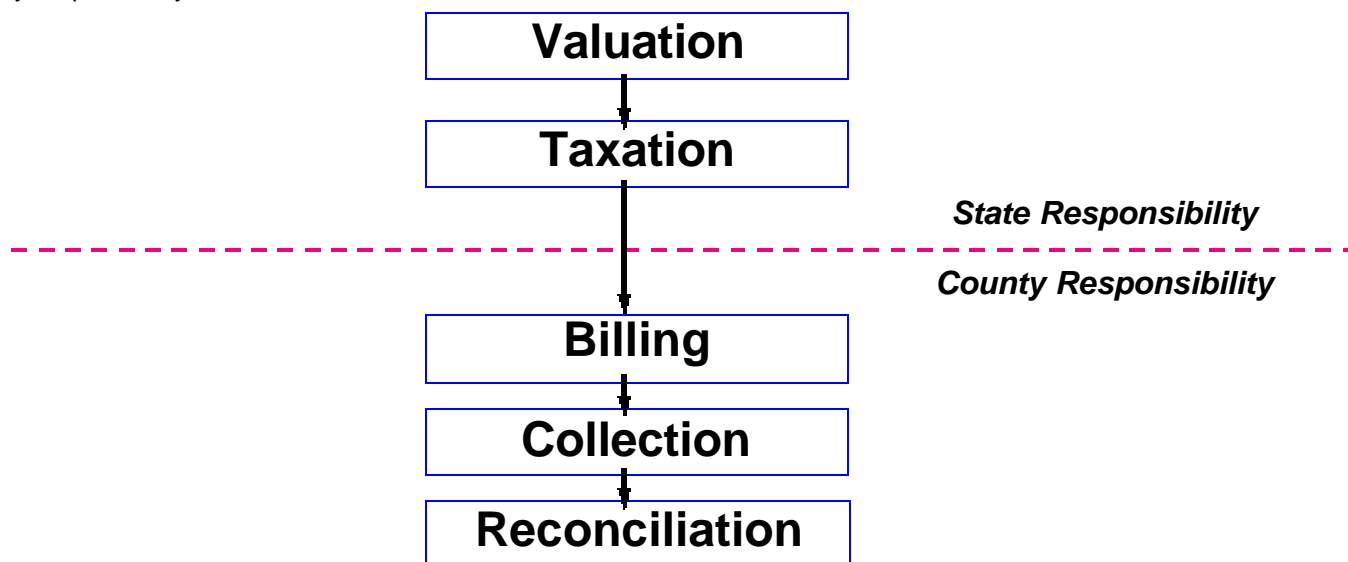 Valuation
Taxation
State Responsibility
County Responsibility
Billing
Collection
Reconciliation